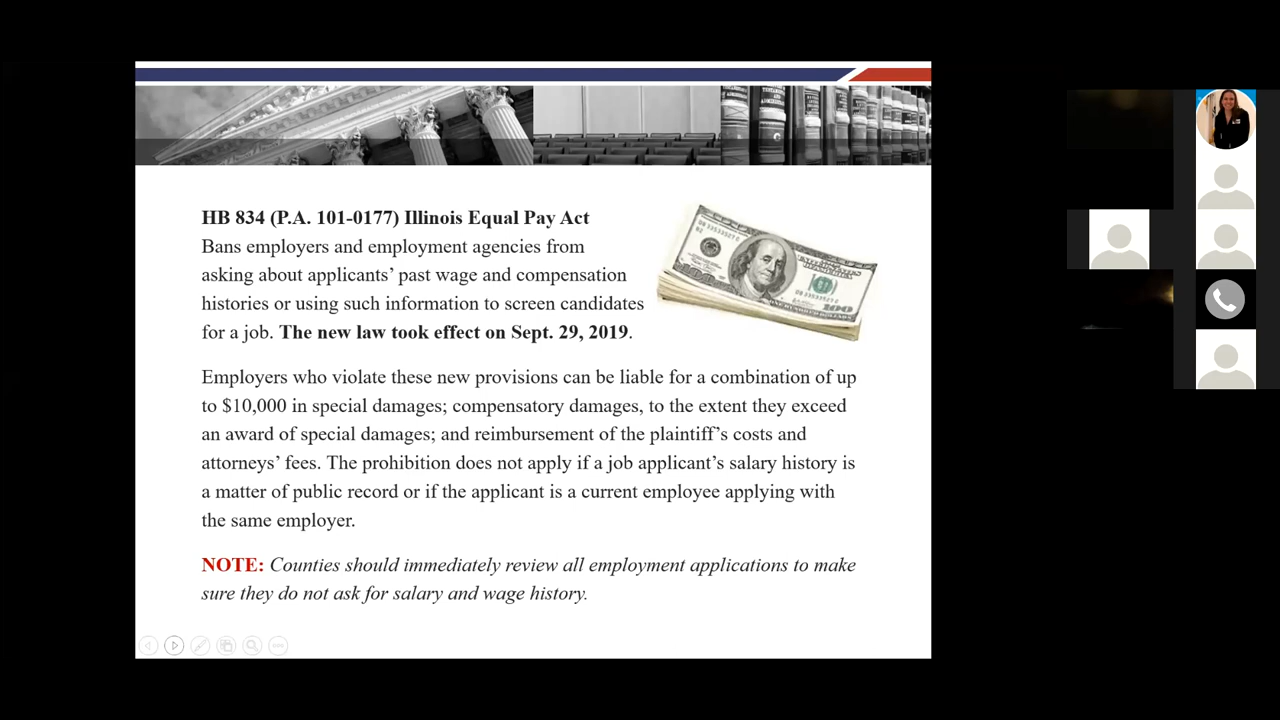 HB 834 (P.A. 101-0177) Illinois Equal Pay Act
Bans employers and employment agencies from
asking about applicants’ past wage and compensation
histories or using such information to screen candidates
for a job. The new law took effect on Sept. 29, 2019.
Employers who violate these new provisions can be liable for a combination of up
to $10,000 in special damages; compensatory damages, to the extent they exceed
an award of special damages; and reimbursement of the plaintiff’s costs and
attorneys’ fees. The prohibition does not apply if a job applicant’s salary history is
a matter of public record or if the applicant is a current employee applying with
the same employer.
NOTE: Counties should immediately review all employment applications to make
sure they do not ask for salary and wage history.